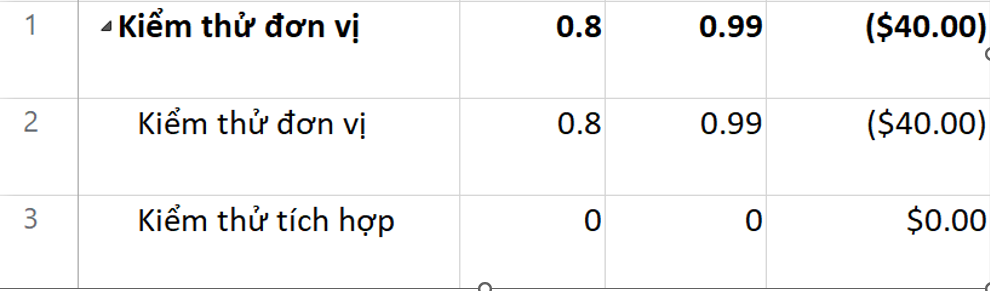 1 Kiểm thử đơn vị 0.8 0.99 ($40.00)
2 Kiểm thử đơn vị 0.8 0.99 ($40.00)
3 Kiểm thử tích hợp 0 0 $0.00